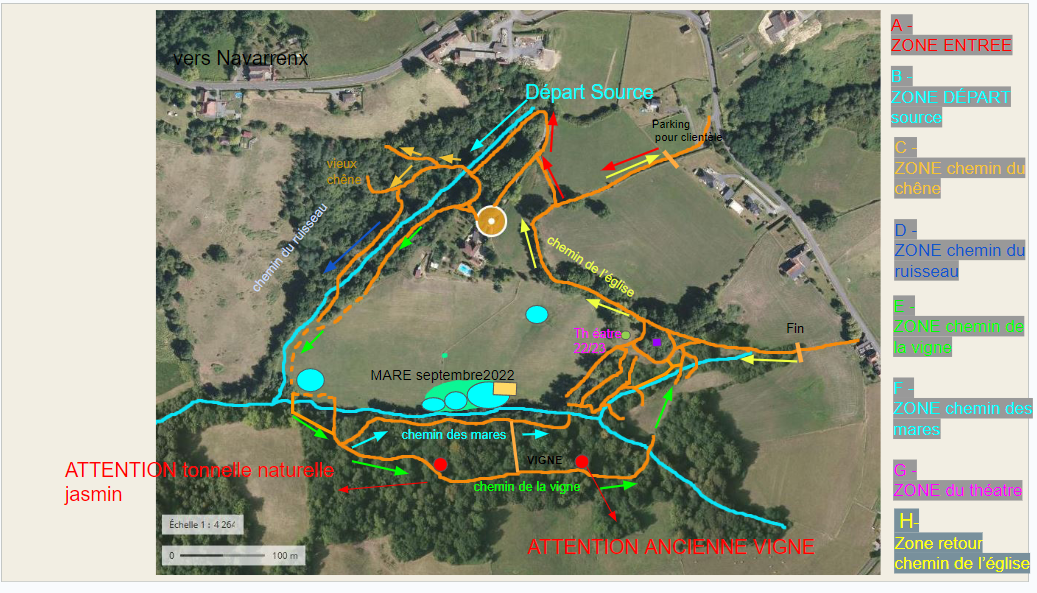 vers Navarrenx
Départ Source
Parking
pour clientèle
vieux
chêne
chemin du ruisseau
chemin de l'église
Théatre
22/23
Fin
MARE septembre2022
chemin des mares
VIGNE
chemin de la vigne
ATTENTION tonnelle naturelle
jasmin
ATTENTION ANCIENNE VIGNE
Échelle 1 : 4 264
0 100 m
A -
ZONE ENTREE
B -
ZONE DÉPART
source
C -
ZONE chemin du
chêne
D -
ZONE chemin du
ruisseau
ZONE chemin de
la vigne
F -
ZONE chemin des
mares
G -
ZONE du théatre
H-
Zone retour
chemin de l'église